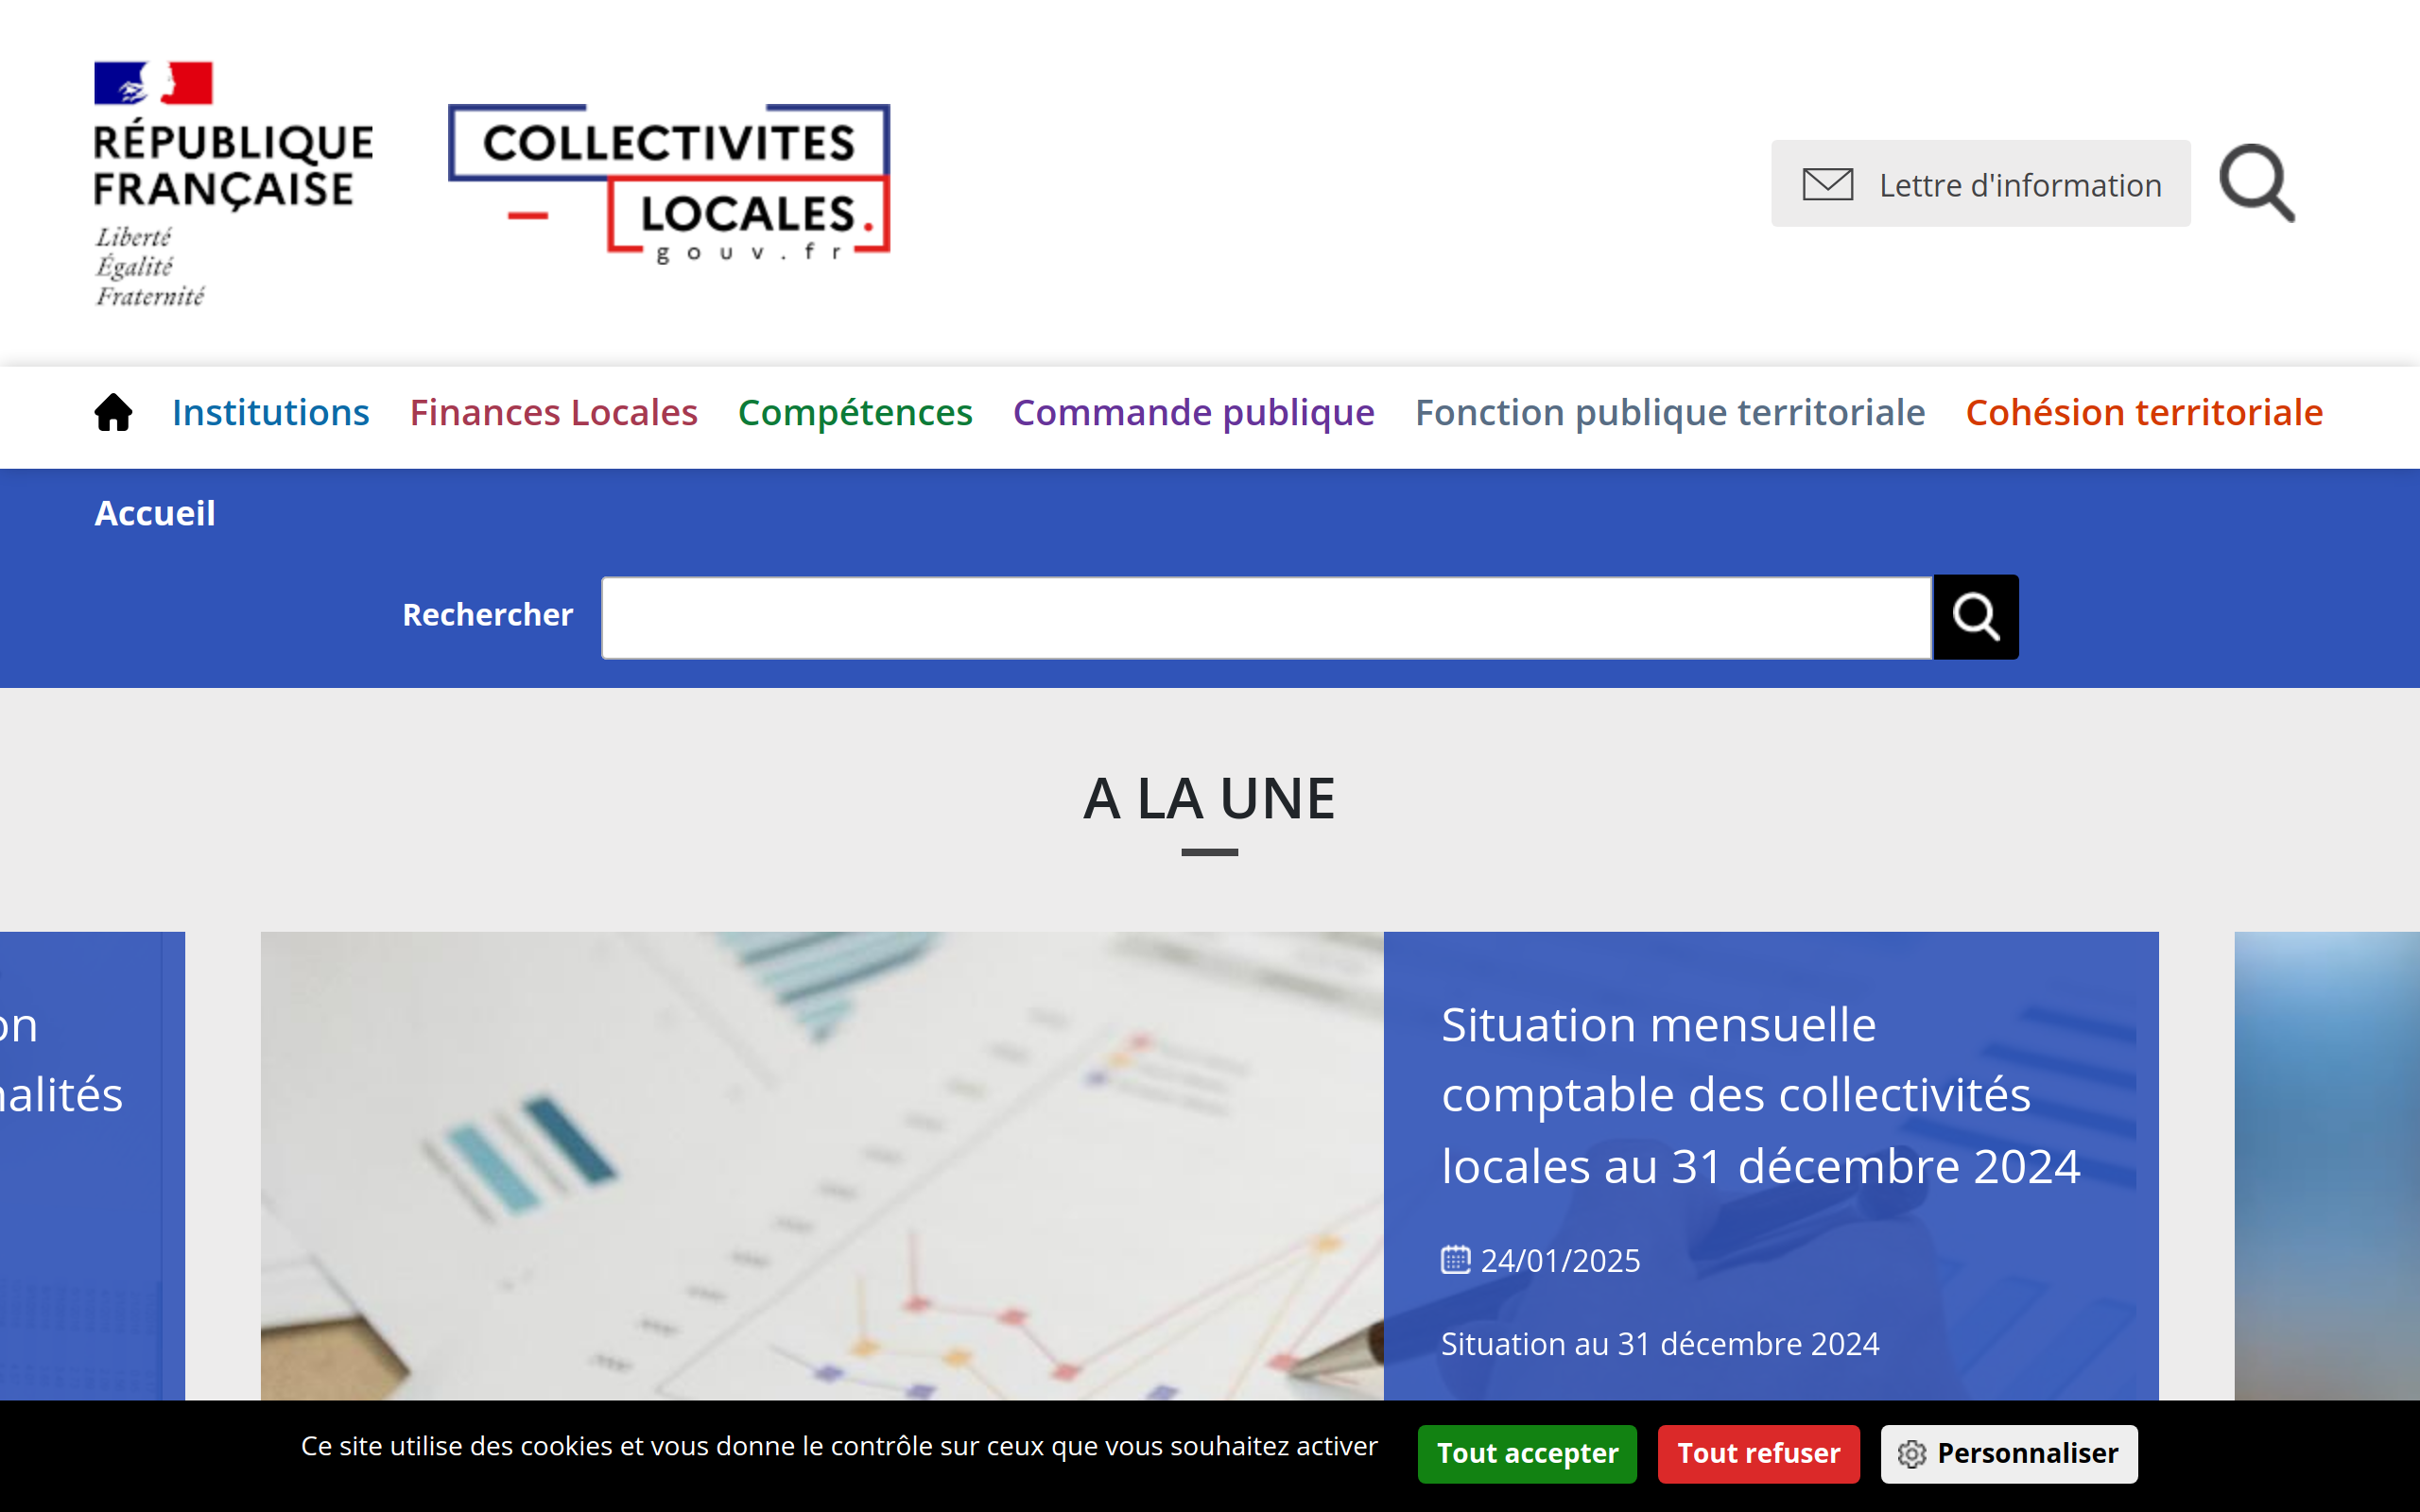 RÉPUBLIQUE
FRANÇAISE
Liberté
Égalité
Fraternité
COLLECTIVITES
LOCALES.
gouv.fr
Lettre d'information
Institutions Finances Locales Compétences Commande publique Fonction publique territoriale Cohésion territoriale
Accueil
Rechercher
A LA UNE
Situation mensuelle
comptable des collectivités
locales au 31 décembre 2024
24/01/2025
Situation au 31 décembre 2024
Ce site utilise des cookies et vous donne le contrôle sur ceux que vous souhaitez activer
Tout accepter
Tout refuser
Personnaliser